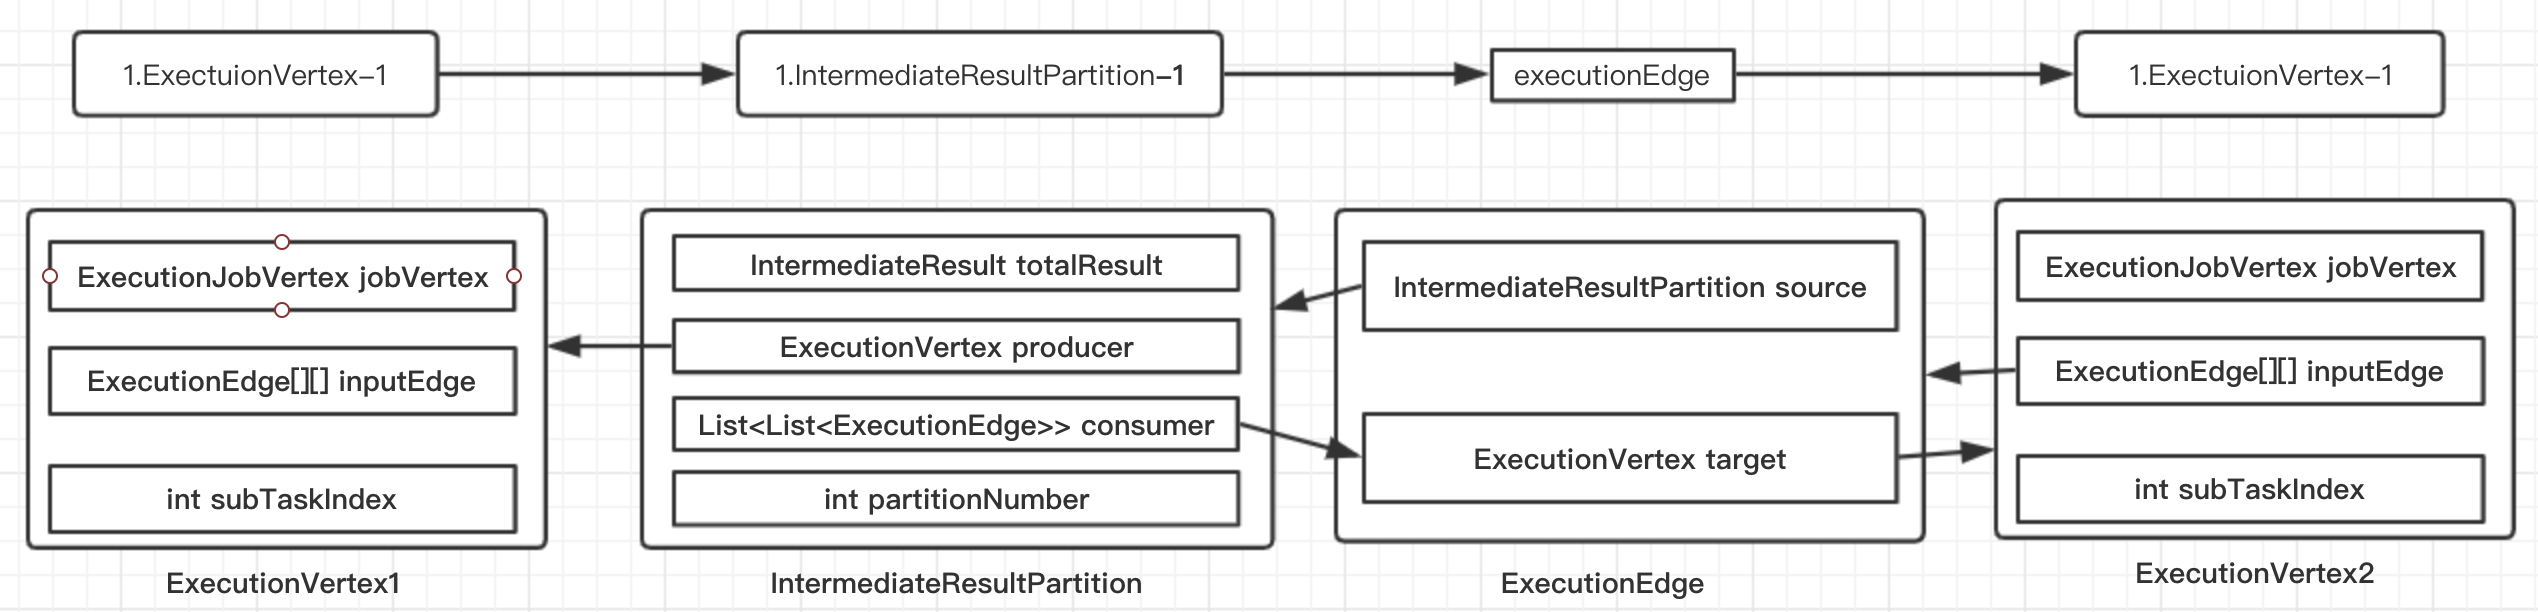 1.ExectuionVertex-1
1.IntermediateResultPartition-1
executionEdge
1.ExectuionVertex-1
ExecutionJobVertex jobVertex
ExecutionEdge[][] inputEdge
int subTaskIndex
ExecutionVertex1
IntermediateResult totalResult
ExecutionVertex producer
List<List<ExecutionEdge>> consumer
int partitionNumber
IntermediateResultPartition
IntermediateResultPartition source
ExecutionVertex target
ExecutionEdge
ExecutionJobVertex jobVertex
ExecutionEdge[][] inputEdge
int subTaskIndex
ExecutionVertex2